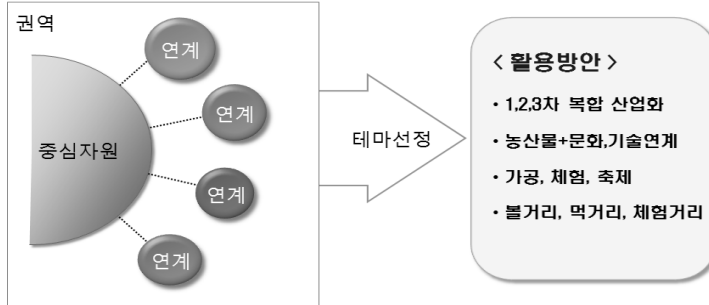 권역
연계
연계
중심자원
연계
연계
테마선정
< 활용방안 >
• 1,2,3차 복합 산업화
• 농산물+문화,기술연계
• 가공, 체험, 축제
• 볼거리, 먹거리, 체험거리